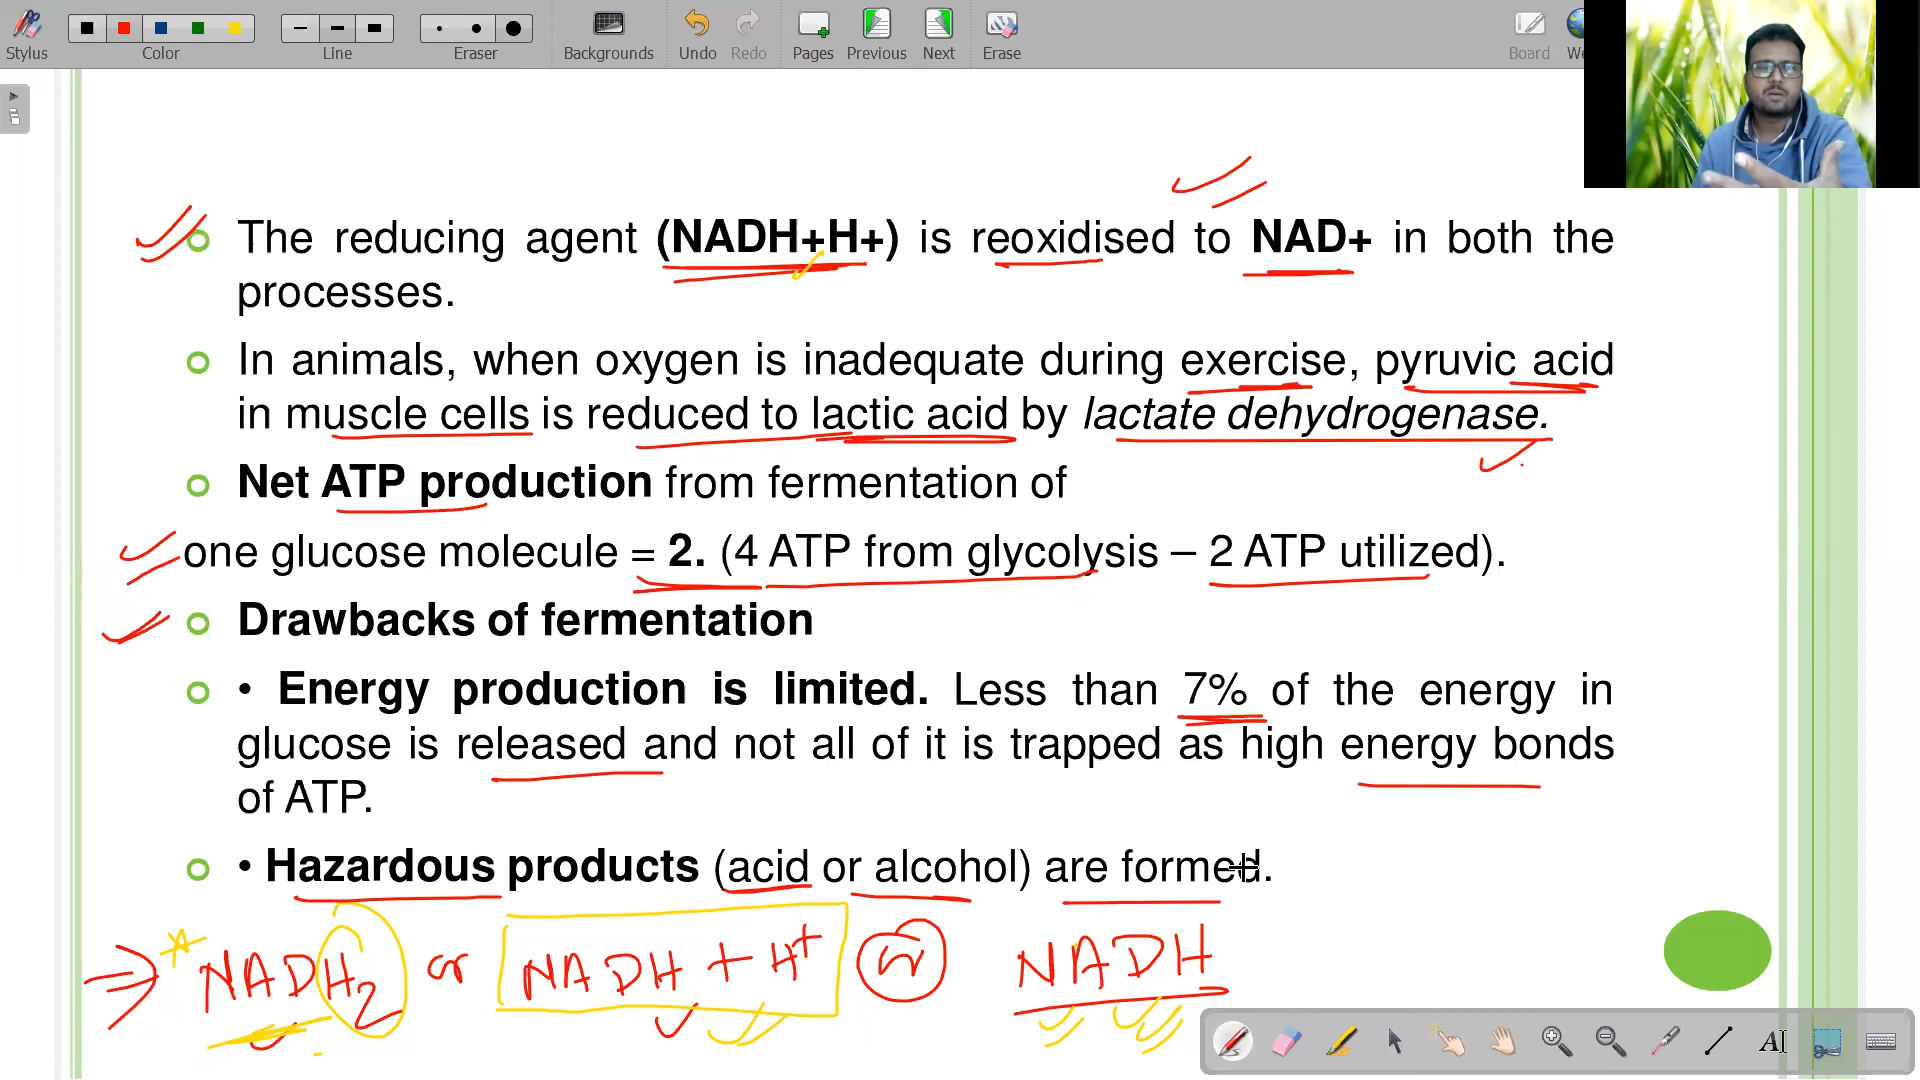 Stylus
Color
Line
Eraser
Backgrounds
Undo
Redo
Pages
Previous
Next
Erase
Board
The reducing agent (NADH+H+) is reoxidised to NAD+ in both the
processes.
In animals, when oxygen is inadequate during exercise, pyruvic acid
in muscle cells is reduced to lactic acid by lactate dehydrogenase.
Net ATP production from fermentation of
one glucose molecule = 2. (4 ATP from glycolysis – 2 ATP utilized).
Drawbacks of fermentation
• Energy production is limited. Less than 7% of the energy in
glucose is released and not all of it is trapped as high energy bonds
of ATP.
• Hazardous products (acid or alcohol) are formed.
⇒ * NADH2 or NADH + H+ or NADH